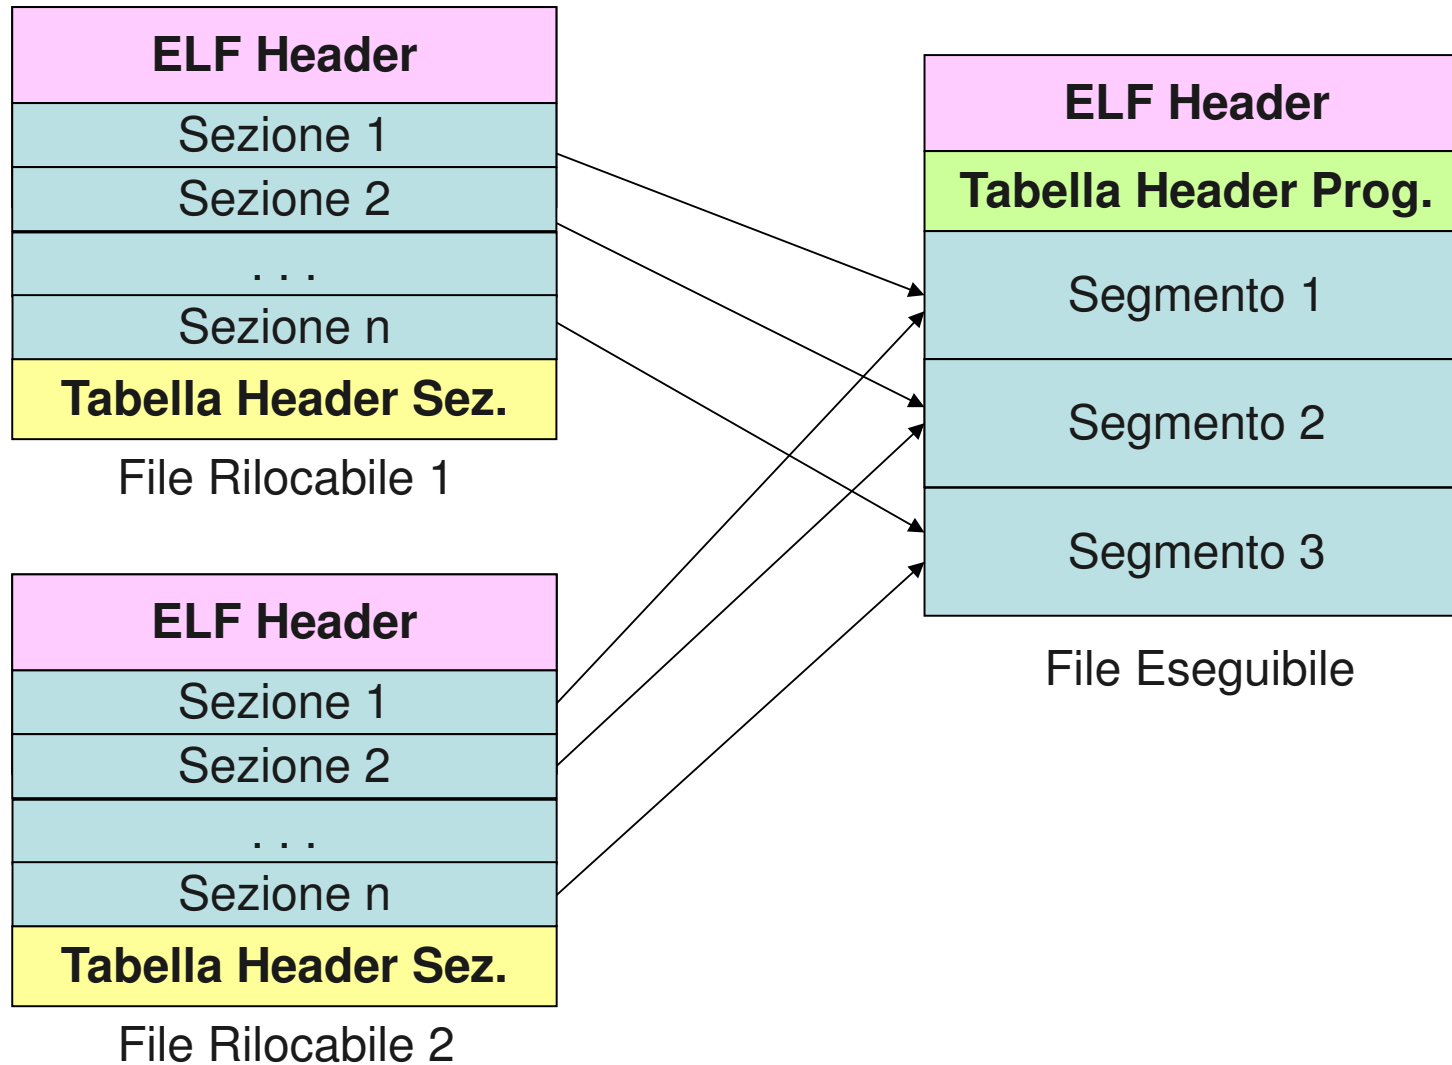 ELF Header
Sezione 1
Sezione 2
. . .
Sezione n
Tabella Header Sez.
File Rilocabile 1
ELF Header
Sezione 1
Sezione 2
. . .
Sezione n
Tabella Header Sez.
File Rilocabile 2
ELF Header
Tabella Header Prog.
Segmento 1
Segmento 2
Segmento 3
File Eseguibile